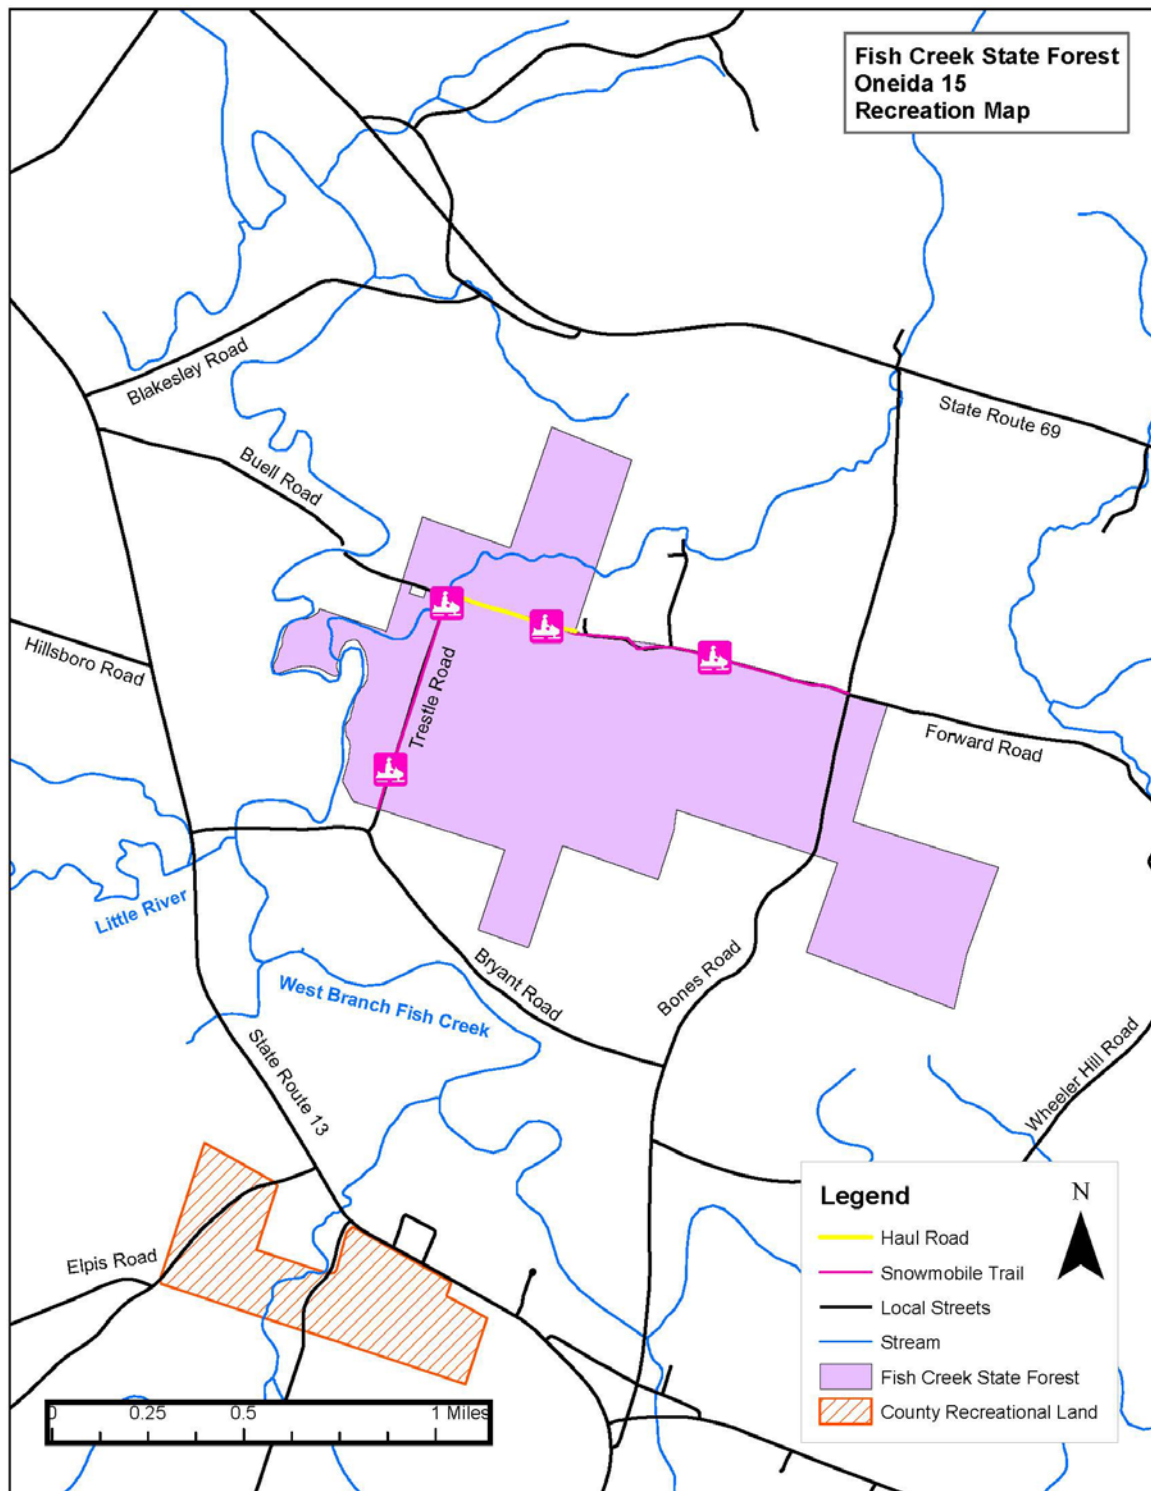 Fish Creek State Forest
Oneida 15
Recreation Map
Blakesley Road
State Route 69
Buell Road
Hillsboro Road
Trestle Road
Forward Road
Little River
Bryant Road
Bones Road
West Branch Fish Creek
State Route 13
Wheeler Hill Road
Elpis Road
Legend
N
Haul Road
Snowmobile Trail
Local Streets
Stream
Fish Creek State Forest
County Recreational Land
0 0.25 0.5 1 Miles